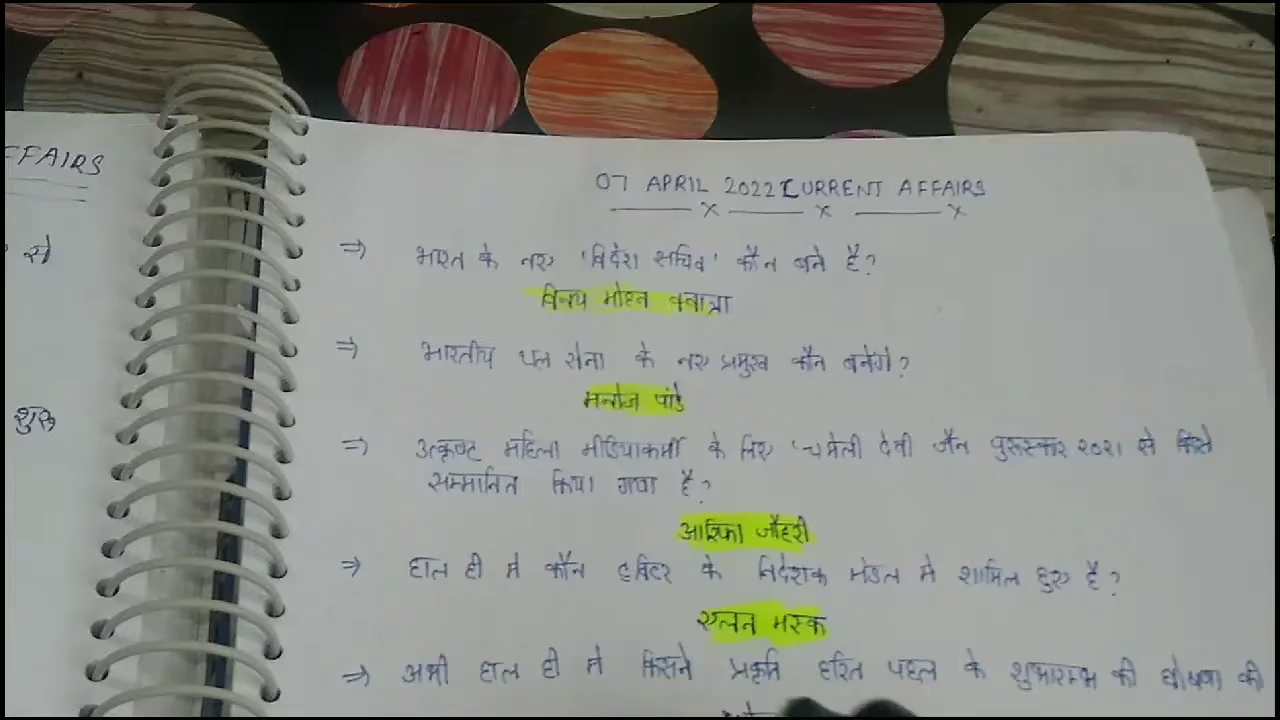 FFAIRS
से
शुरू
07 APRIL 2022 CURRENT AFFAIRS
⇒ भारत के नए 'विदेश सचिव' कौन बने है?
विनय मोहन क्वात्रा
⇒ भारतीय थल सेना के नए प्रमुख कौन बनेगे?
मनोज पांडे
⇒ उत्कृष्ट महिला मीडियाकर्मी के लिए 'चमेली देवी जैन पुरुस्कार 2021 से किसे
सम्मानित किया गया है?
आरिफा जौहरी
⇒ हाल ही मे कौन ट्विटर के निदेशक मंडल मे शामिल हुए है?
एलन मस्क
⇒ अभी हाल ही मे किसने प्रकृति हरित पहल के शुभारम्भ की घोषणा की